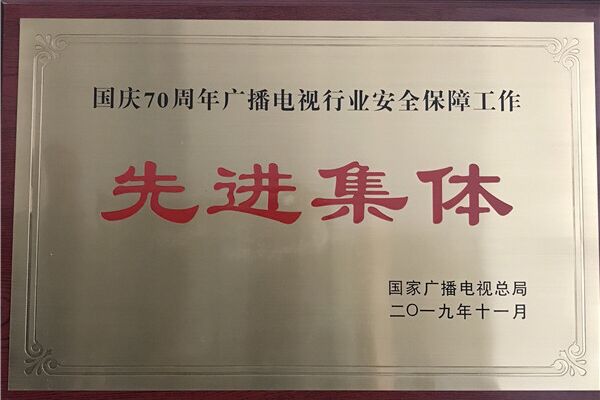 国庆70周年广播电视行业安全保障工作
先进集体
国家广播电视总局
二〇一九年十一月